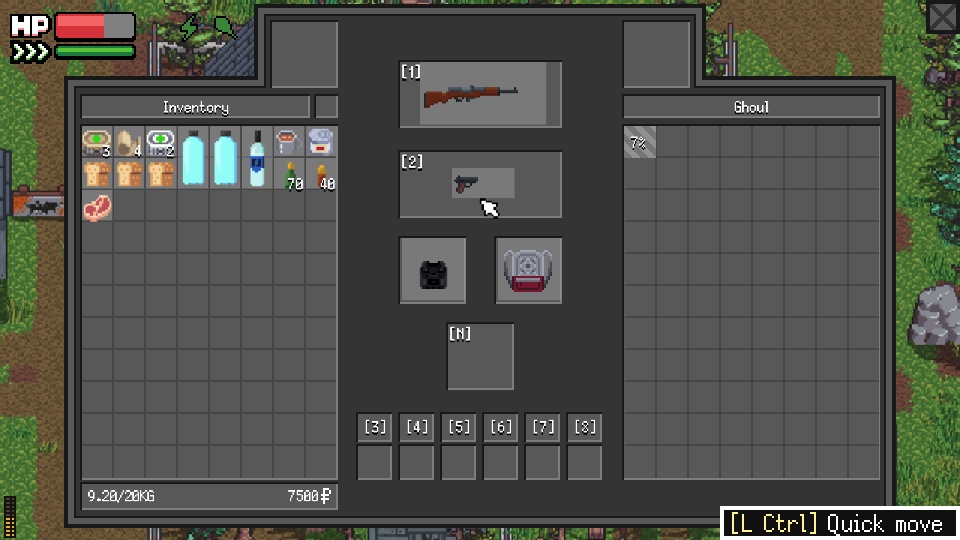 HP
[1]
Inventory
Ghoul
3
4
2
7%
[2]
70
40
[N]
[3] [4] [5] [6] [7] [8]
9.20/20KG
7500₽
[L Ctrl] Quick move